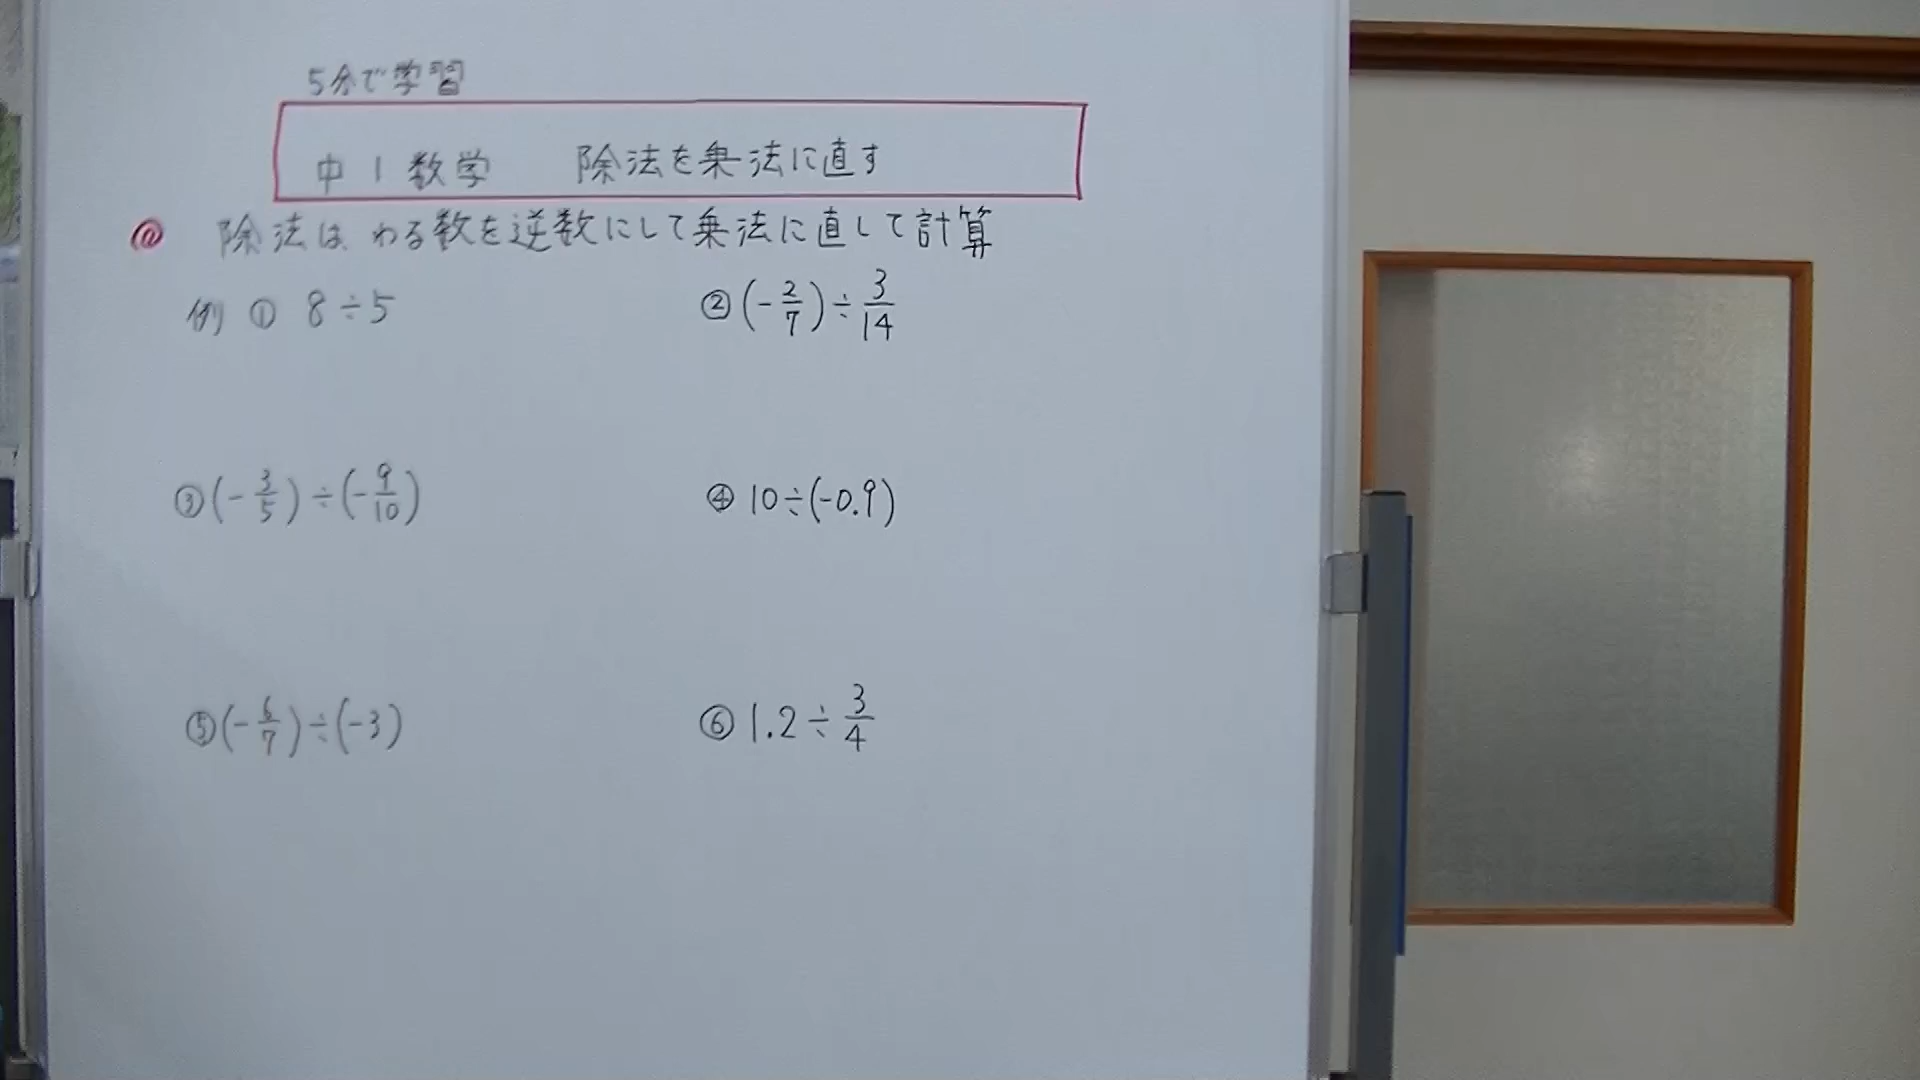 5分で学習
中1数学 除法を乗法に直す
◎ 除法は、わる数を逆数にして乗法に直して計算
例 ① 8÷5
② (-2/7)÷3/14
③ (-3/5)÷(-9/10)
④ 10÷(-0.9)
⑤ (-6/7)÷(-3)
⑥ 1.2÷3/4